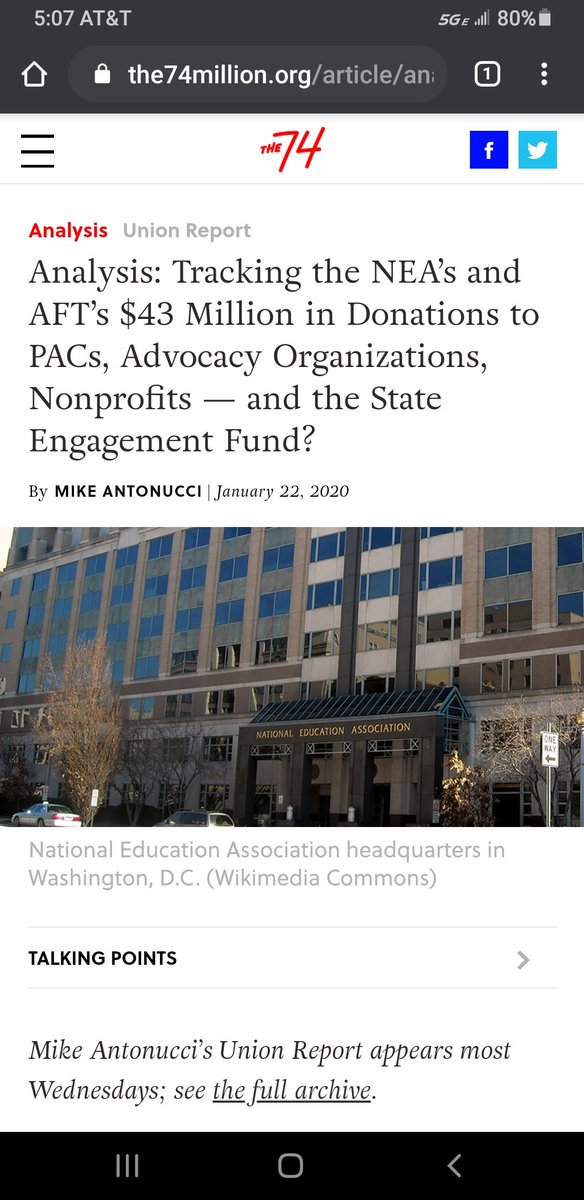 5:07 AT&T 5GE 80%
the74million.org/article/an 1
THE 74
f
Analysis Union Report
Analysis: Tracking the NEA’s and
AFT’s $43 Million in Donations to
PACs, Advocacy Organizations,
Nonprofits — and the State
Engagement Fund?
By MIKE ANTONUCCI | January 22, 2020
NATIONAL EDUCATION ASSOCIATION
ONE
WAY
National Education Association headquarters in
Washington, D.C. (Wikimedia Commons)
TALKING POINTS
Mike Antonucci’s Union Report appears most
Wednesdays; see the full archive.